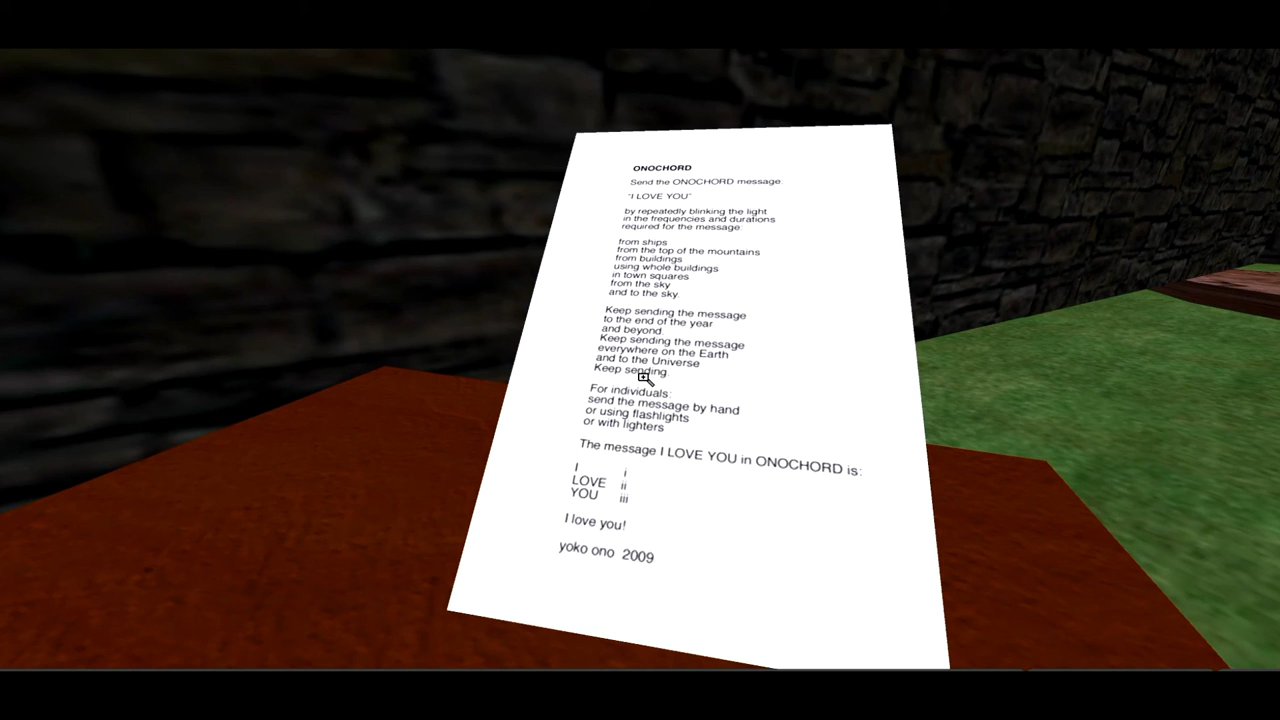 ONOCHORD
Send the ONOCHORD message:
"I LOVE YOU"
by repeatedly blinking the light
in the frequencies and durations
required for the message:
from ships
from the top of the mountains
from buildings
using whole buildings
in town squares
from the sky
and to the sky.
Keep sending the message
to the end of the year
and beyond.
Keep sending the message
everywhere on the Earth
and to the Universe
Keep sending.
For individuals:
send the message by hand
or using flashlights
or with lighters
The message I LOVE YOU in ONOCHORD is:
I i
LOVE ii
YOU iii
I love you!
yoko ono 2009